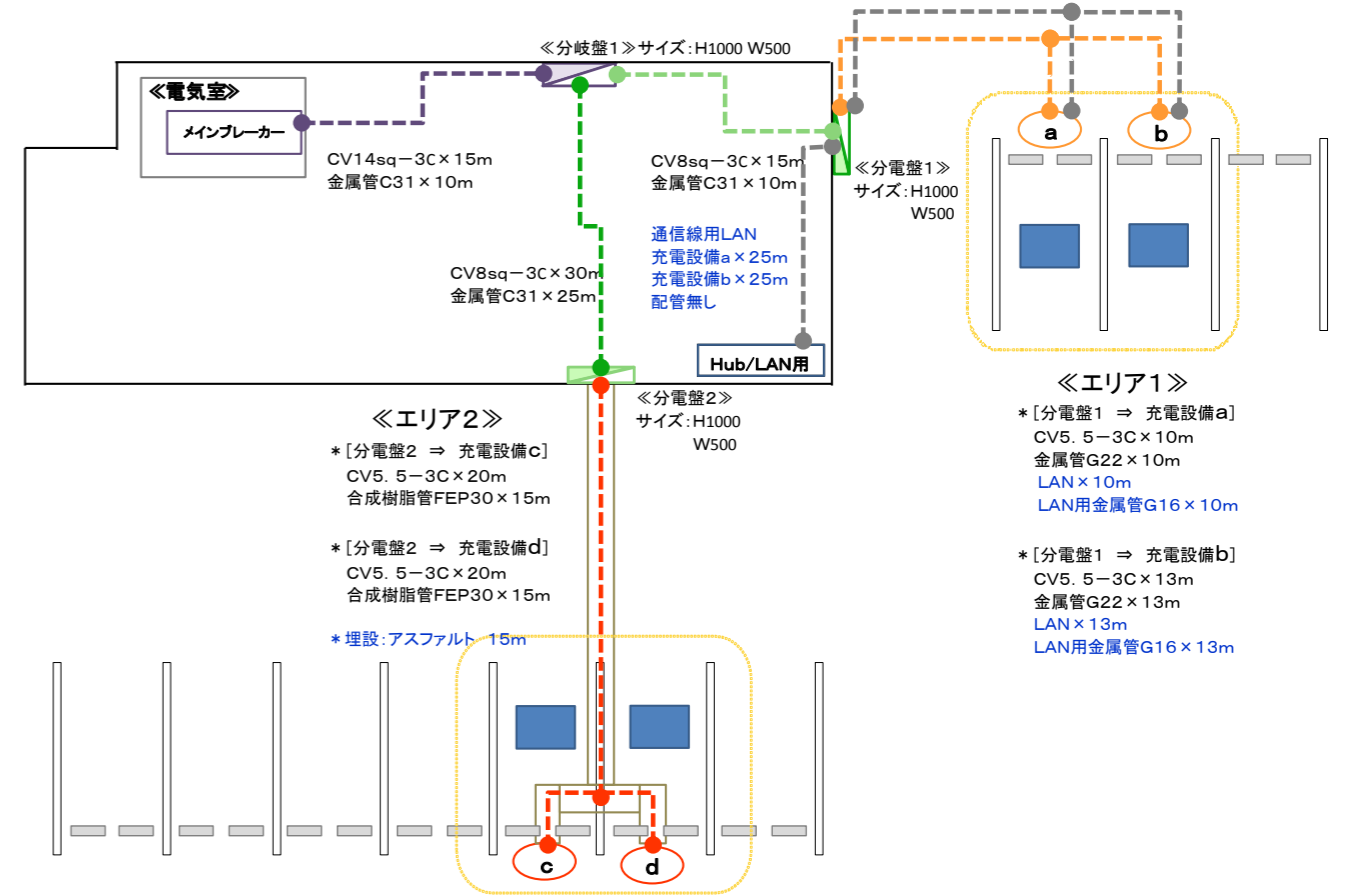 ≪分岐盤1≫サイズ:H1000 W500
≪電気室≫
メインブレーカー
CV14sq-3C×15m
金属管C31×10m
CV8sq-3C×15m
金属管C31×10m
≪分電盤1≫
サイズ:H1000
W500
a
b
通信線用LAN
充電設備a×25m
充電設備b×25m
配管無し
CV8sq-3C×30m
金属管C31×25m
Hub/LAN用
≪分電盤2≫
サイズ:H1000
W500
≪エリア2≫
*[分電盤2 ⇒ 充電設備c]
CV5.5-3C×20m
合成樹脂管FEP30×15m
*[分電盤2 ⇒ 充電設備d]
CV5.5-3C×20m
合成樹脂管FEP30×15m
*埋設:アスファルト 15m
≪エリア1≫
*[分電盤1 ⇒ 充電設備a]
CV5.5-3C×10m
金属管G22×10m
LAN×10m
LAN用金属管G16×10m
*[分電盤1 ⇒ 充電設備b]
CV5.5-3C×13m
金属管G22×13m
LAN×13m
LAN用金属管G16×13m
c
d